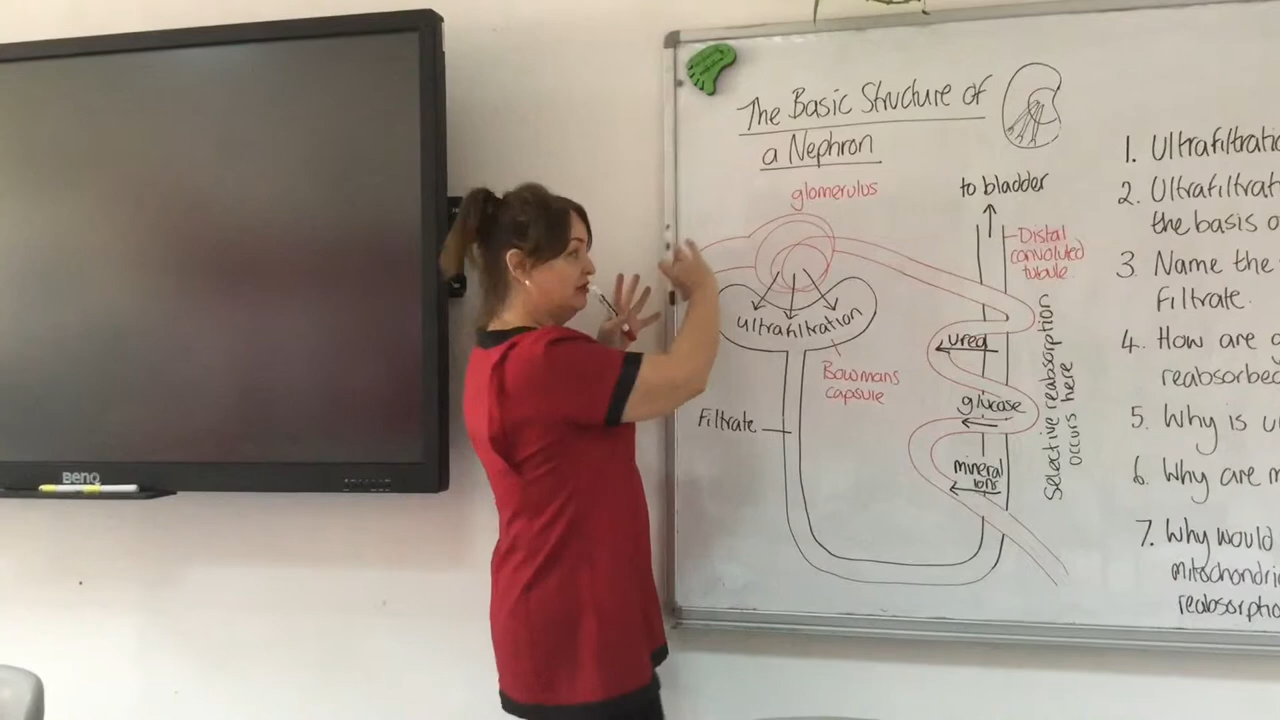 The Basic Structure of
a Nephron
glomerulus
to bladder
Distal
convoluted
tubule
ultrafiltration
urea
Bowmans
capsule
glucose
Filtrate
mineral
ions
Selective reabsorption
occurs here
1. Ultrafiltratio
2. Ultrafiltrat
the basis o
3. Name the
filtrate.
4. How are g
reabsorbed
5. Why is u
6. Why are m
7. Why would
mitochondri
reabsorptio
BenQ